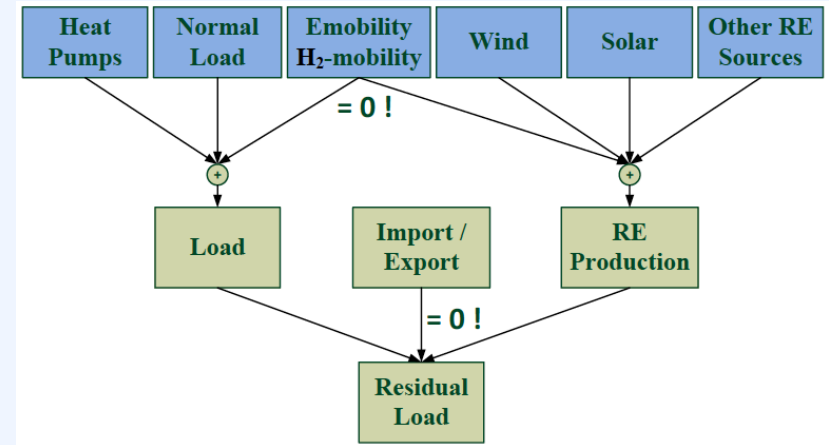 Heat
Pumps
Normal
Load
Emobility
H₂-mobility
Wind
Solar
Other RE
Sources
= 0 !
+
+
Load
Import /
Export
RE
Production
= 0 !
Residual
Load